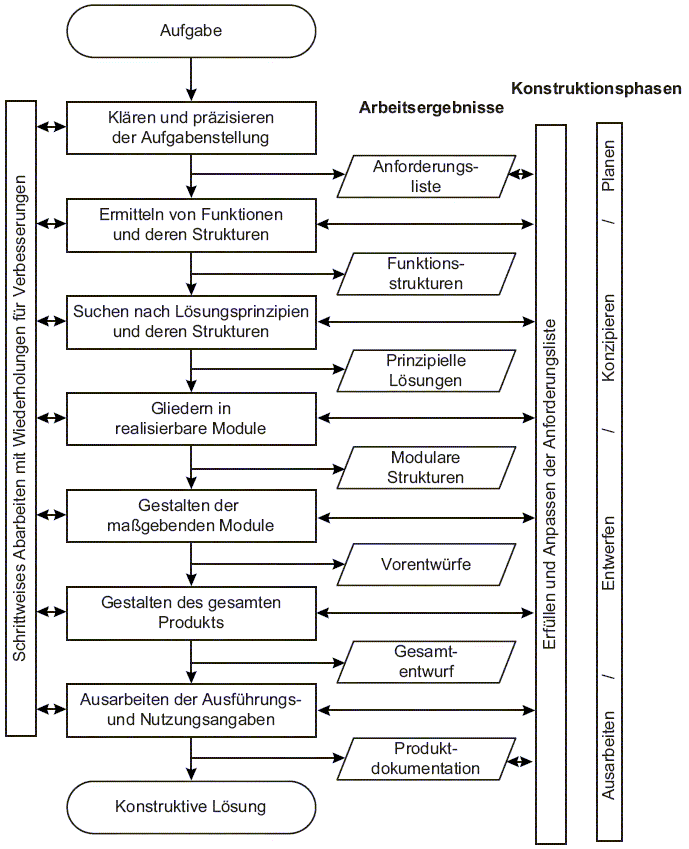 Aufgabe
Konstruktionsphasen
Arbeitsergebnisse
Klären und präzisieren
der Aufgabenstellung
Anforderungs-
liste
Ermitteln von Funktionen
und deren Strukturen
Funktions-
strukturen
Suchen nach Lösungsprinzipien
und deren Strukturen
Prinzipielle
Lösungen
Gliedern in
realisierbare Module
Modulare
Strukturen
Gestalten der
maßgebenden Module
Vorentwürfe
Gestalten des gesamten
Produkts
Gesamt-
entwurf
Ausarbeiten der Ausführungs-
und Nutzungsangaben
Produkt-
dokumentation
Konstruktive Lösung
Schrittweises Abarbeiten mit Wiederholungen für Verbesserungen
Erfüllen und Anpassen der Anforderungsliste
Ausarbeiten / Entwerfen / Konzipieren / Planen